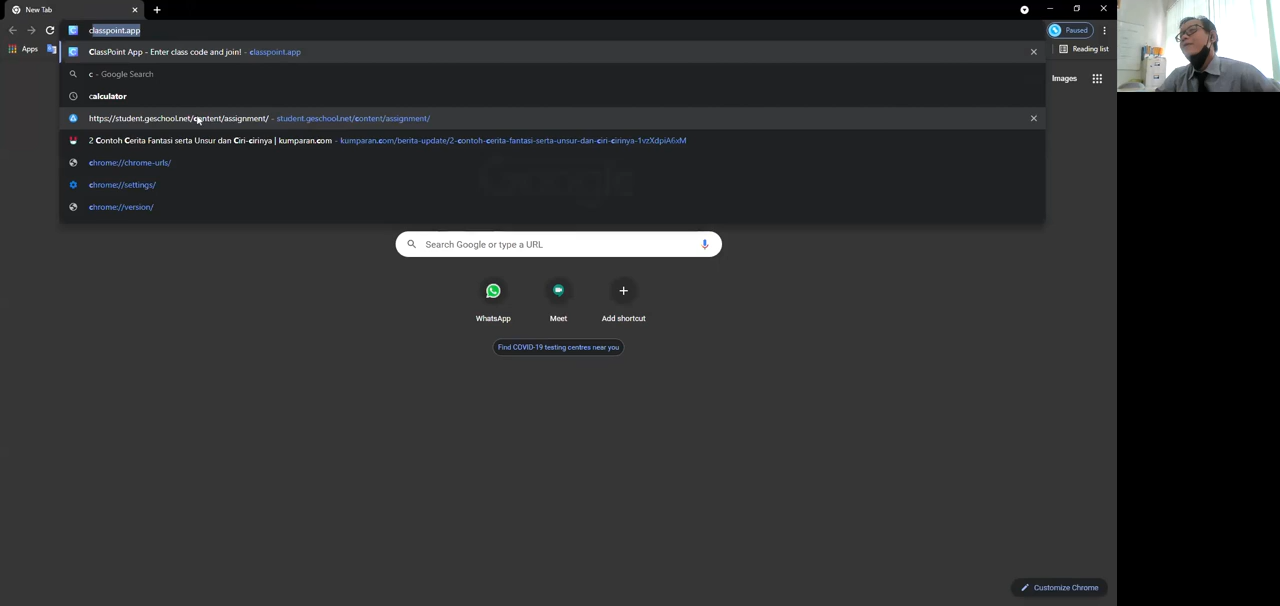 New Tab
classpoint.app
Paused
Apps
Reading list
ClassPoint App - Enter class code and join! - classpoint.app
c - Google Search
Images
calculator
https://student.geschool.net/content/assignment/ - student.geschool.net/content/assignment/
2 Contoh Cerita Fantasi serta Unsur dan Ciri-cirinya | kumparan.com - kumparan.com/berita-update/2-contoh-cerita-fantasi-serta-unsur-dan-ciri-cirinya-1vzXdpiA6xM
chrome://chrome-urls/
chrome://settings/
chrome://version/
Search Google or type a URL
WhatsApp Meet Add shortcut
Find COVID-19 testing centres near you
Customize Chrome